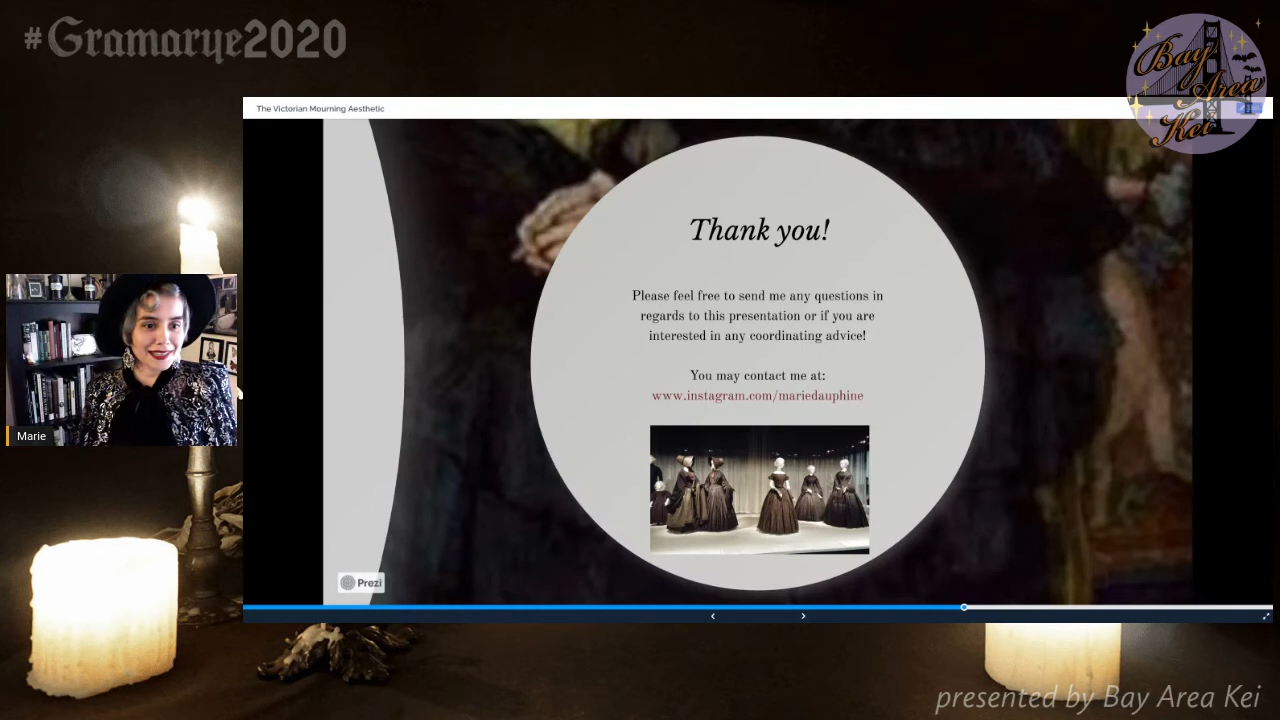 #Gramarye2020
Bay
Area
Kei
The Victorian Mourning Aesthetic
Thank you!
Please feel free to send me any questions in
regards to this presentation or if you are
interested in any coordinating advice!
You may contact me at:
www.instagram.com/mariedauphine
Marie
Prezi
presented by Bay Area Kei